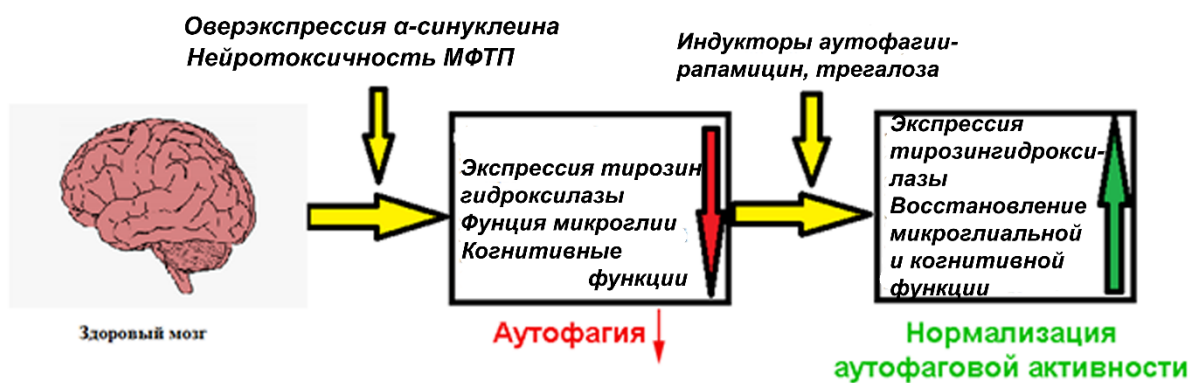 Оверэкспрессия α-синуклеина
Нейротоксичность МФТП
Индукторы аутофагии-
рапамицин, трегалоза
Здоровый мозг
Экспрессия тирозин
гидроксилазы
Фунция микроглии
Когнитивные
функции
Аутофагия
Экспрессия
тирозингидрокси-
лазы
Восстановление
микроглиальной
и когнитивной
функции
Нормализация
аутофаговой активности